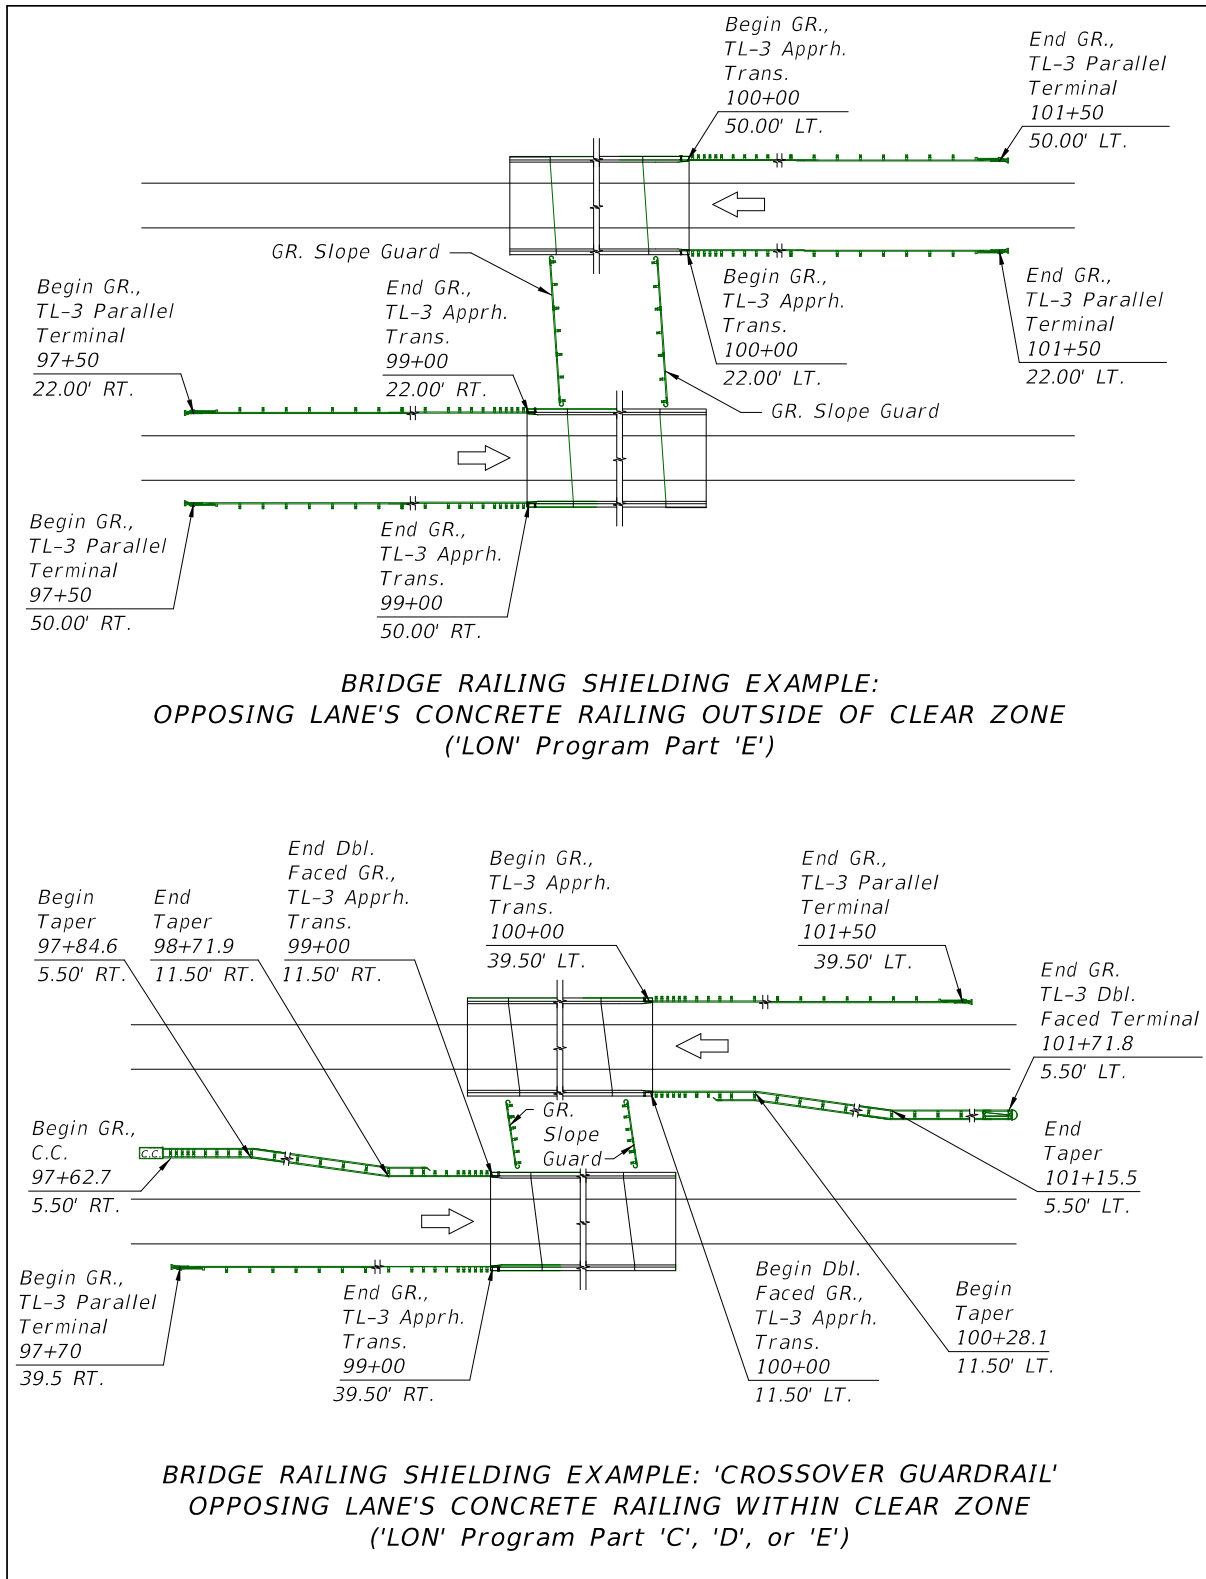 Begin GR.,
TL-3 Apprh.
Trans.
100+00
50.00' LT.
End GR.,
TL-3 Parallel
Terminal
101+50
50.00' LT.
GR. Slope Guard
Begin GR.,
TL-3 Parallel
Terminal
97+50
22.00' RT.
End GR.,
TL-3 Apprh.
Trans.
99+00
22.00' RT.
Begin GR.,
TL-3 Apprh.
Trans.
100+00
22.00' LT.
End GR.,
TL-3 Parallel
Terminal
101+50
22.00' LT.
GR. Slope Guard
Begin GR.,
TL-3 Parallel
Terminal
97+50
50.00' RT.
End GR.,
TL-3 Apprh.
Trans.
99+00
50.00' RT.
BRIDGE RAILING SHIELDING EXAMPLE:
OPPOSING LANE'S CONCRETE RAILING OUTSIDE OF CLEAR ZONE
('LON' Program Part 'E')
Begin
Taper
97+84.6
5.50' RT.
End
Taper
98+71.9
11.50' RT.
End Dbl.
Faced GR.,
TL-3 Apprh.
Trans.
99+00
11.50' RT.
Begin GR.,
TL-3 Apprh.
Trans.
100+00
39.50' LT.
End GR.,
TL-3 Parallel
Terminal
101+50
39.50' LT.
End GR.
TL-3 Dbl.
Faced Terminal
101+71.8
5.50' LT.
GR.
Slope
Guard
Begin GR.,
C.C.
97+62.7
5.50' RT.
C.C.
End
Taper
101+15.5
5.50' LT.
Begin GR.,
TL-3 Parallel
Terminal
97+70
39.5 RT.
End GR.,
TL-3 Apprh.
Trans.
99+00
39.50' RT.
Begin Dbl.
Faced GR.,
TL-3 Apprh.
Trans.
100+00
11.50' LT.
Begin
Taper
100+28.1
11.50' LT.
BRIDGE RAILING SHIELDING EXAMPLE: 'CROSSOVER GUARDRAIL'
OPPOSING LANE'S CONCRETE RAILING WITHIN CLEAR ZONE
('LON' Program Part 'C', 'D', or 'E')